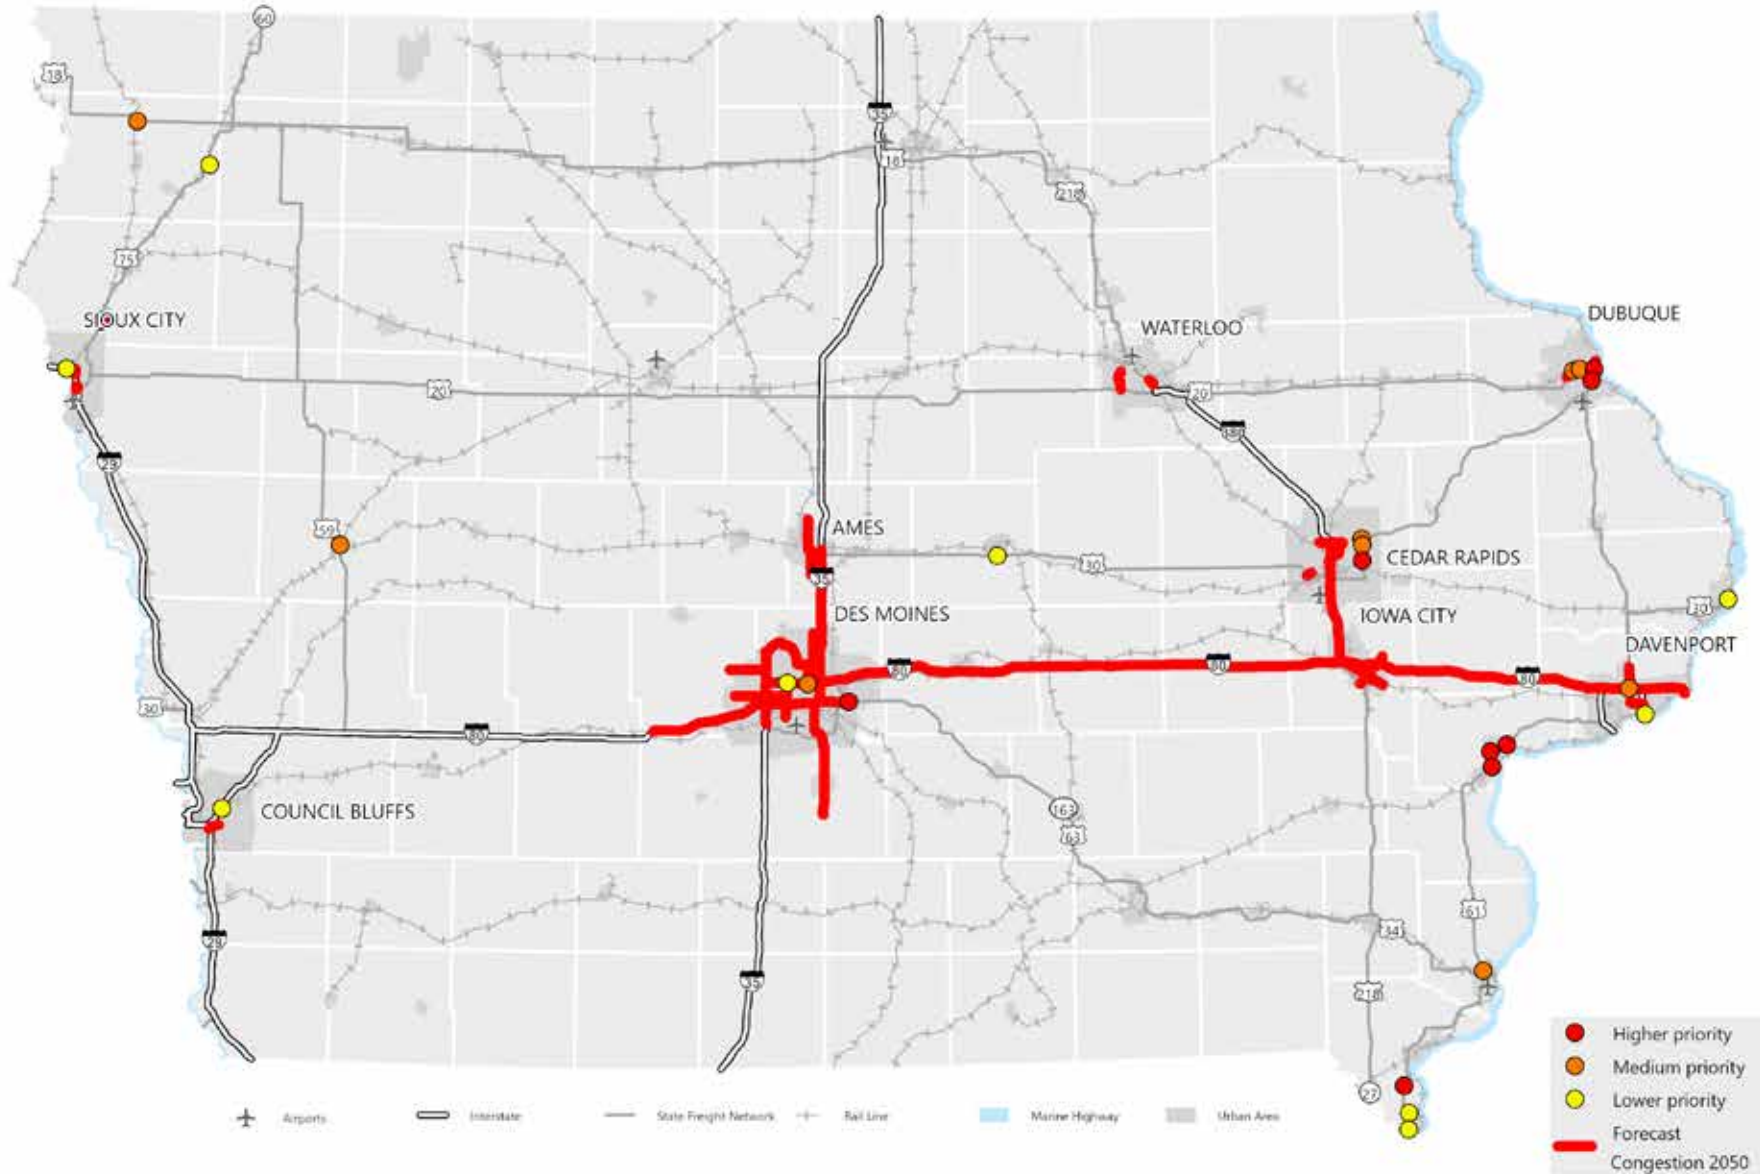 60
18
35
18
218
75
SIOUX CITY
DUBUQUE
WATERLOO
20
20
380
29
59
AMES
30
CEDAR RAPIDS
35
DES MOINES
IOWA CITY
30
DAVENPORT
80
80
80
30
80
COUNCIL BLUFFS
163
63
61
34
29
35
218
27
Higher priority
Medium priority
Lower priority
Forecast
Congestion 2050
Airports
Interstate
State Freight Network
Rail Line
Marine Highway
Urban Area